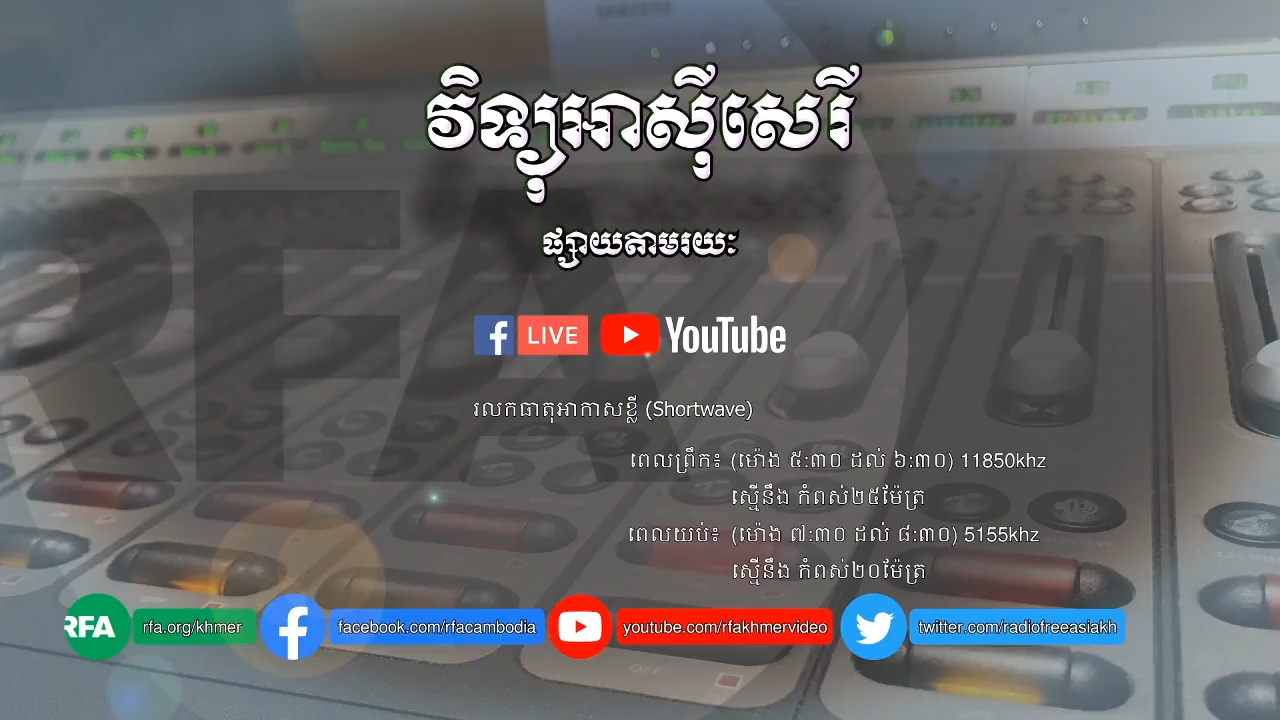 វិទ្យុអាស៊ីសេរី
ផ្សាយតាមរយៈ
f LIVE YouTube
រលកធាតុអាកាសខ្លី (Shortwave)
ពេលព្រឹក៖ (ម៉ោង ៥:៣០ ដល់ ៦:៣០) 11850khz
ស្មើនឹង កំពស់២៥ម៉ែត្រ
ពេលយប់៖ (ម៉ោង ៧:៣០ ដល់ ៨:៣០) 5155khz
ស្មើនឹង កំពស់២០ម៉ែត្រ
RFA rfa.org/khmer f facebook.com/rfacambodia youtube.com/rfakhmervideo twitter.com/radiofreeasiakh
RFA
OFF